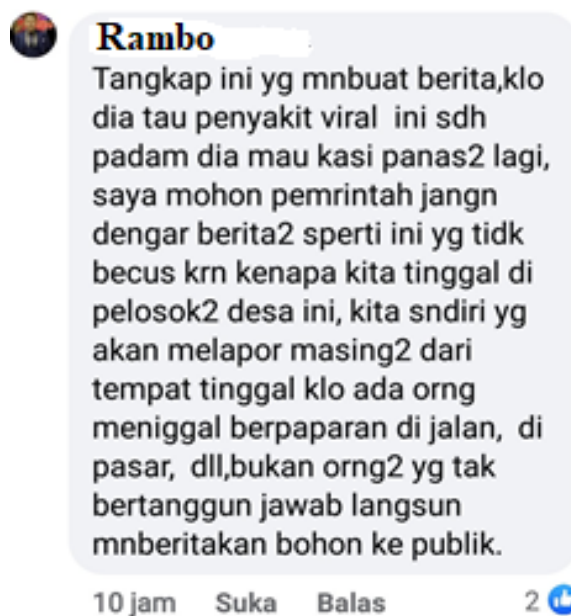 Rambo
Tangkap ini yg mnbuat berita,klo
dia tau penyakit viral ini sdh
padam dia mau kasi panas2 lagi,
saya mohon pemrintah jangn
dengar berita2 sperti ini yg tidk
becus krn kenapa kita tinggal di
pelosok2 desa ini, kita sndiri yg
akan melapor masing2 dari
tempat tinggal klo ada orng
meniggal berpaparan di jalan, di
pasar, dll,bukan orng2 yg tak
bertanggun jawab langsun
mnberitakan bohon ke publik.
10 jam Suka Balas 2